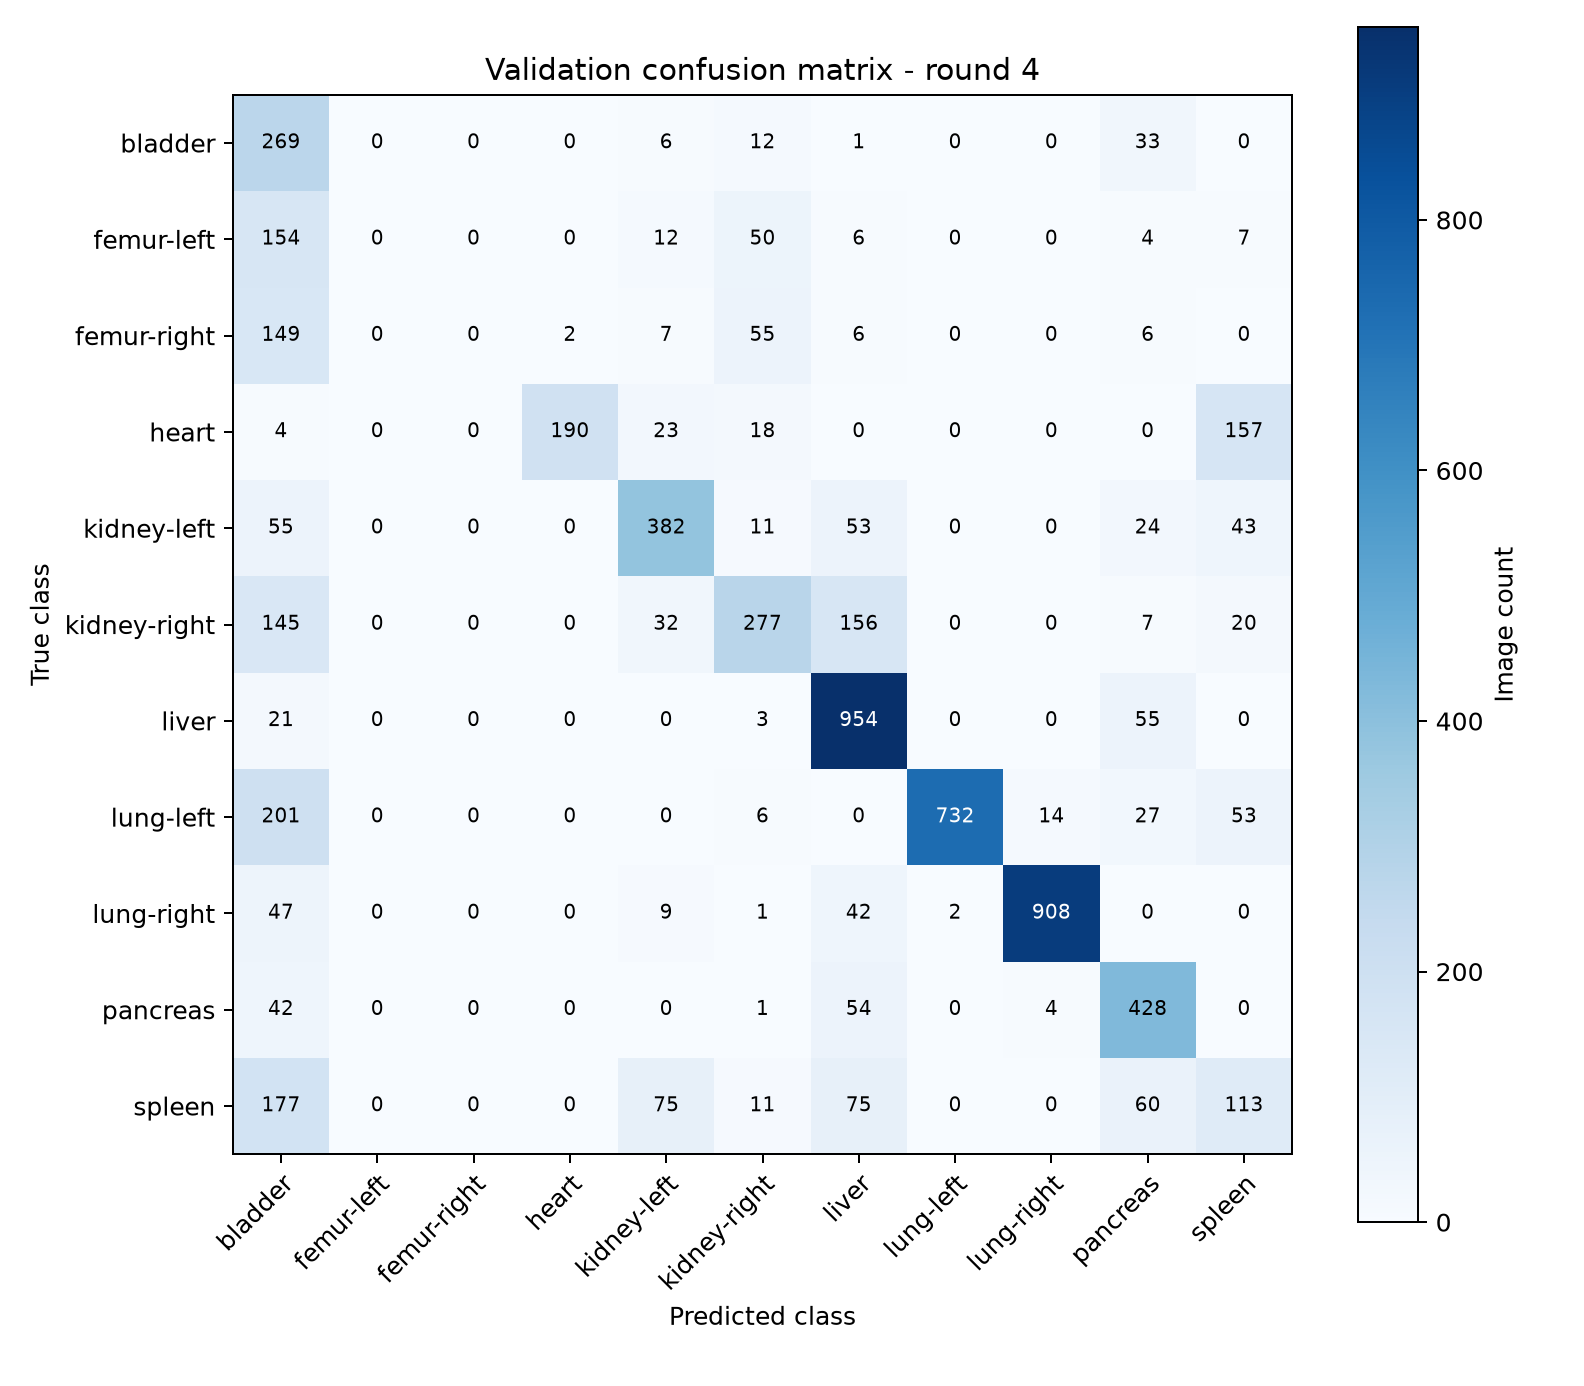 Validation confusion matrix - round 4
bladder 269 0 0 0 6 12 1 0 0 33 0
femur-left 154 0 0 0 12 50 6 0 0 4 7
femur-right 149 0 0 2 7 55 6 0 0 6 0
heart 4 0 0 190 23 18 0 0 0 0 157
kidney-left 55 0 0 0 382 11 53 0 0 24 43
kidney-right 145 0 0 0 32 277 156 0 0 7 20
liver 21 0 0 0 0 3 954 0 0 55 0
lung-left 201 0 0 0 0 6 0 732 14 27 53
lung-right 47 0 0 0 9 1 42 2 908 0 0
pancreas 42 0 0 0 0 1 54 0 4 428 0
spleen 177 0 0 0 75 11 75 0 0 60 113
bladder femur-left femur-right heart kidney-left kidney-right liver lung-left lung-right pancreas spleen
Predicted class
True class
800
600
400
200
0
Image count